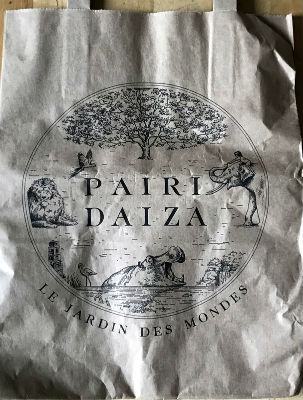 PAIRI
DAIZA
LE JARDIN DES MONDES